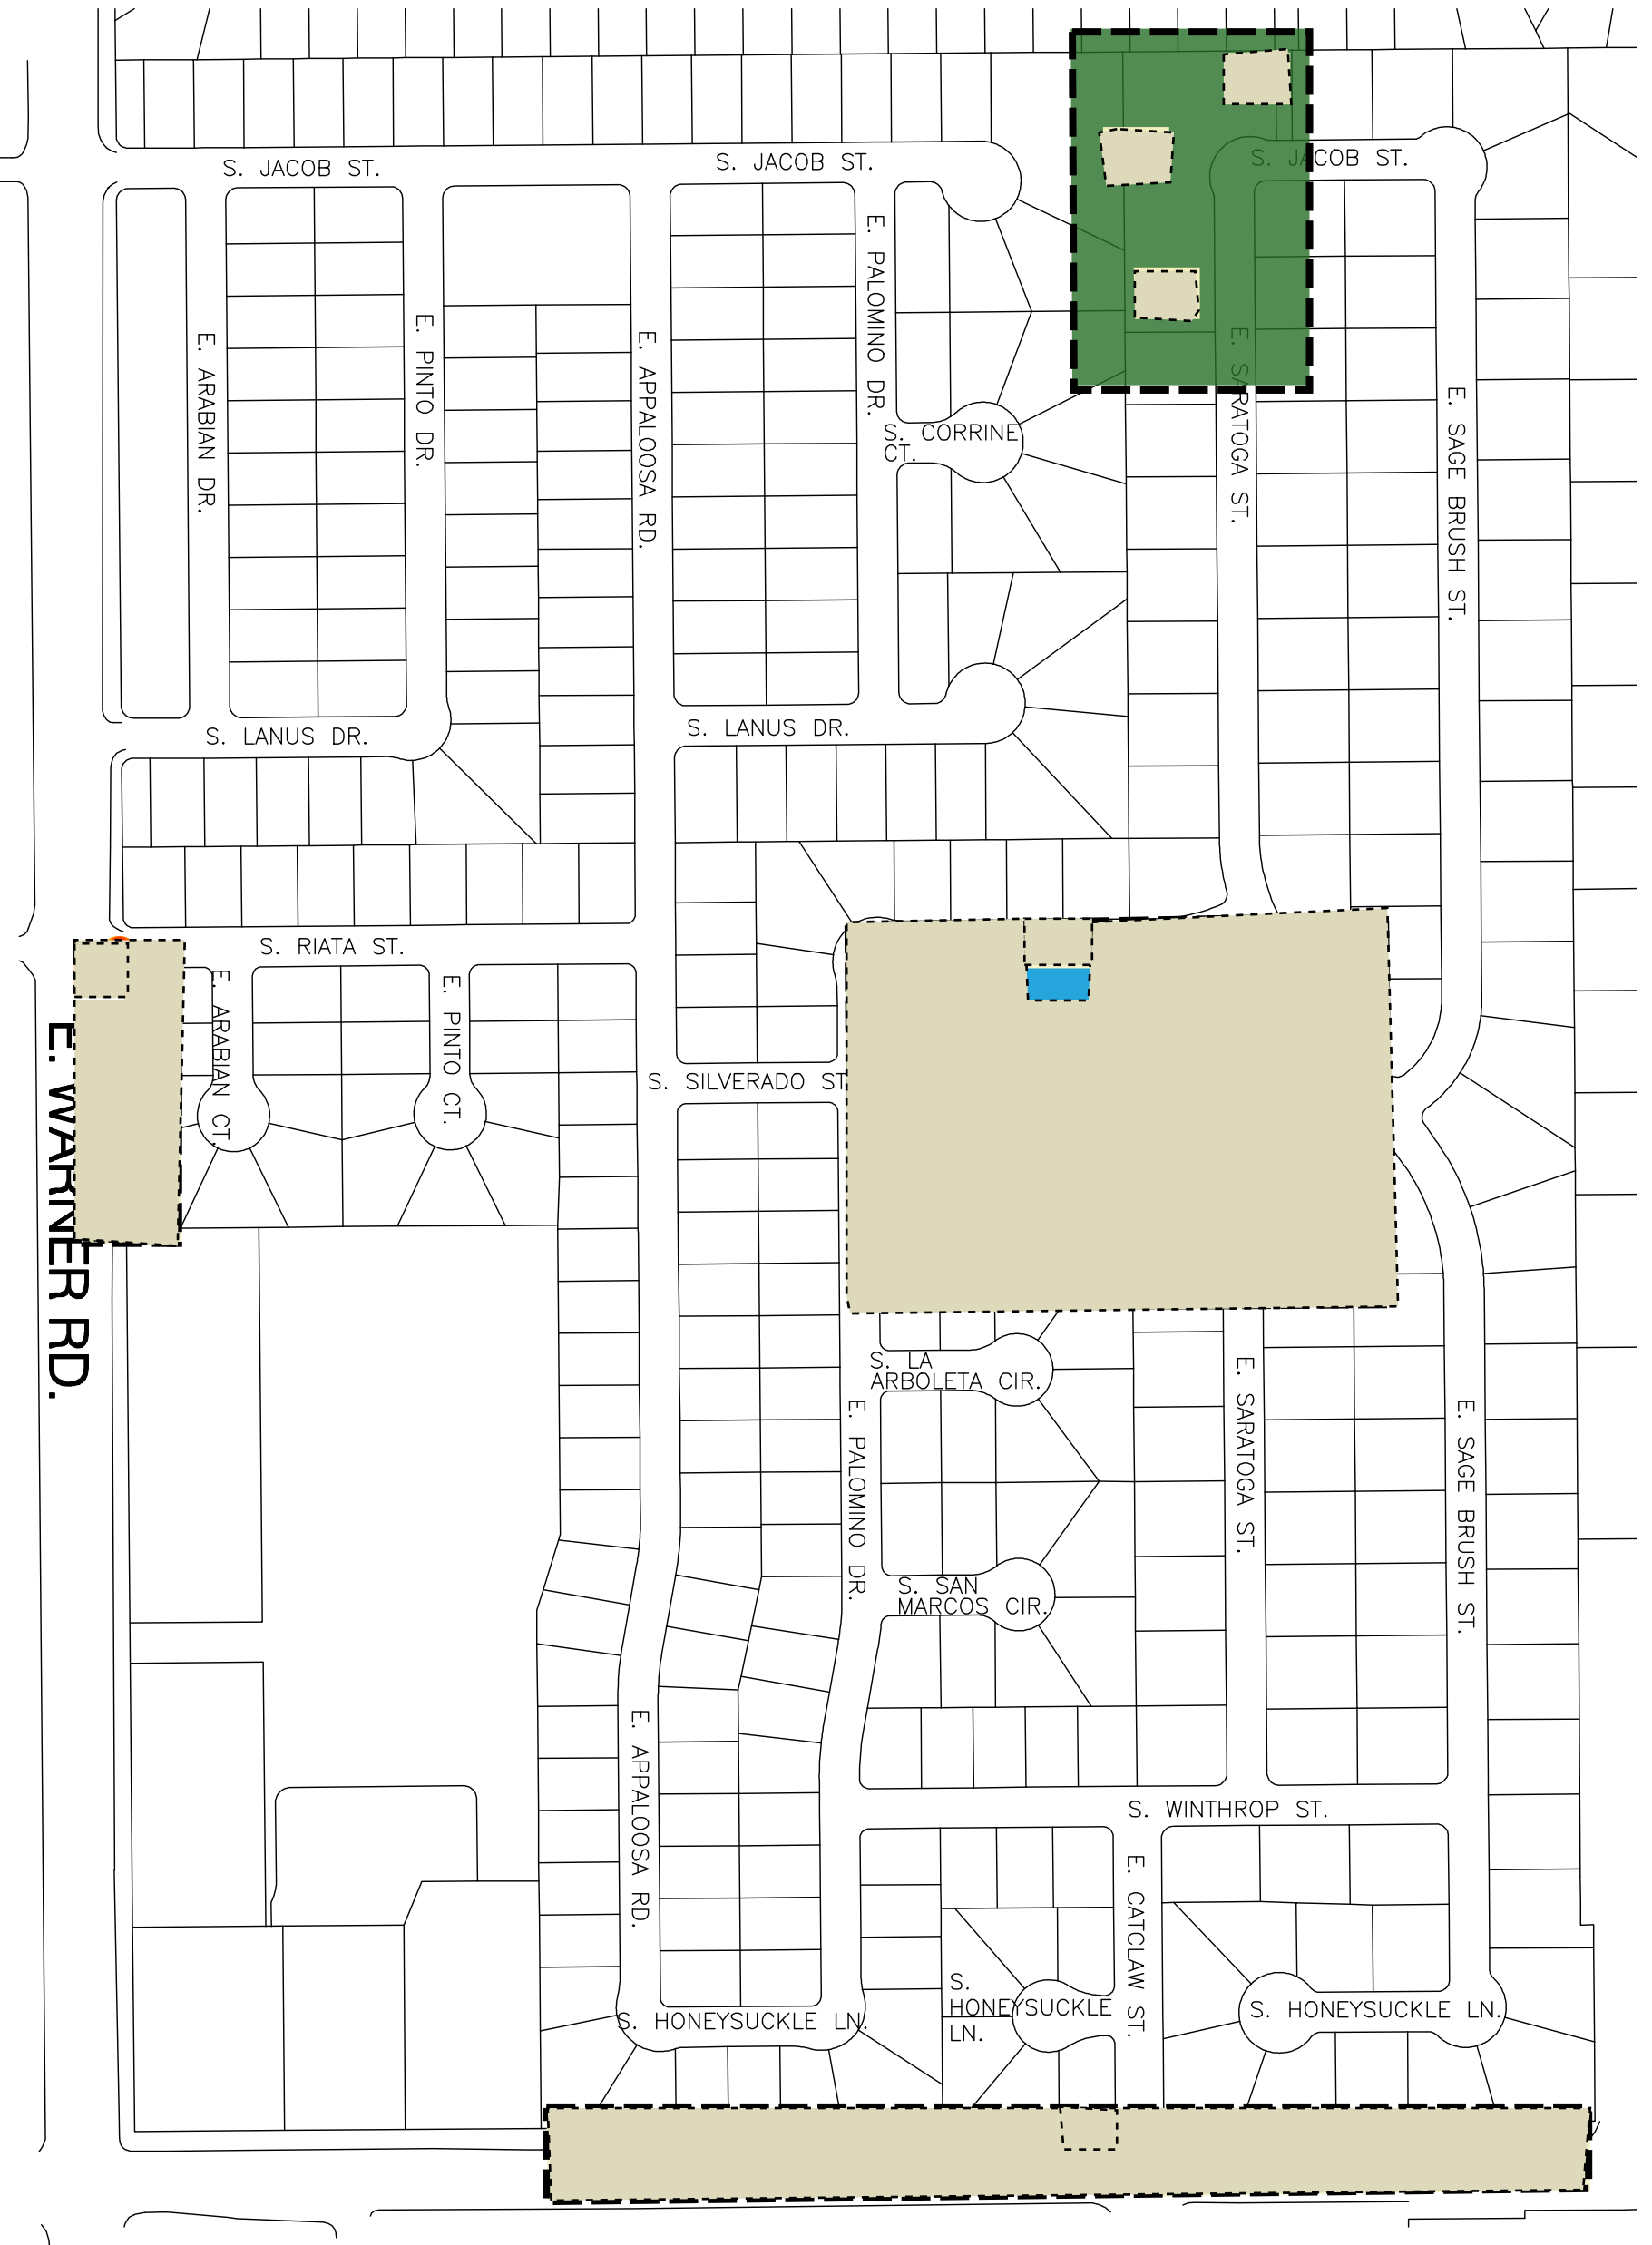 S. JACOB ST.
S. JACOB ST.
S. JACOB ST.
E. ARABIAN DR.
E. PINTO DR.
E. APPALOOSA RD.
E. PALOMINO DR.
E. SARATOGA ST.
E. SAGE BRUSH ST.
S. CORRINE
CT.
S. LANUS DR.
S. LANUS DR.
S. RIATA ST.
E. ARABIAN CT.
E. PINTO CT.
E. WARNER RD.
S. SILVERADO ST
S. LA
ARBOLETA CIR.
E. PALOMINO DR.
E. SARATOGA ST.
E. SAGE BRUSH ST.
S. SAN
MARCOS CIR.
E. APPALOOSA RD.
S. WINTHROP ST.
E. CATCLAW ST.
S. HONEYSUCKLE LN.
S.
HONEYSUCKLE
LN.
S. HONEYSUCKLE LN.